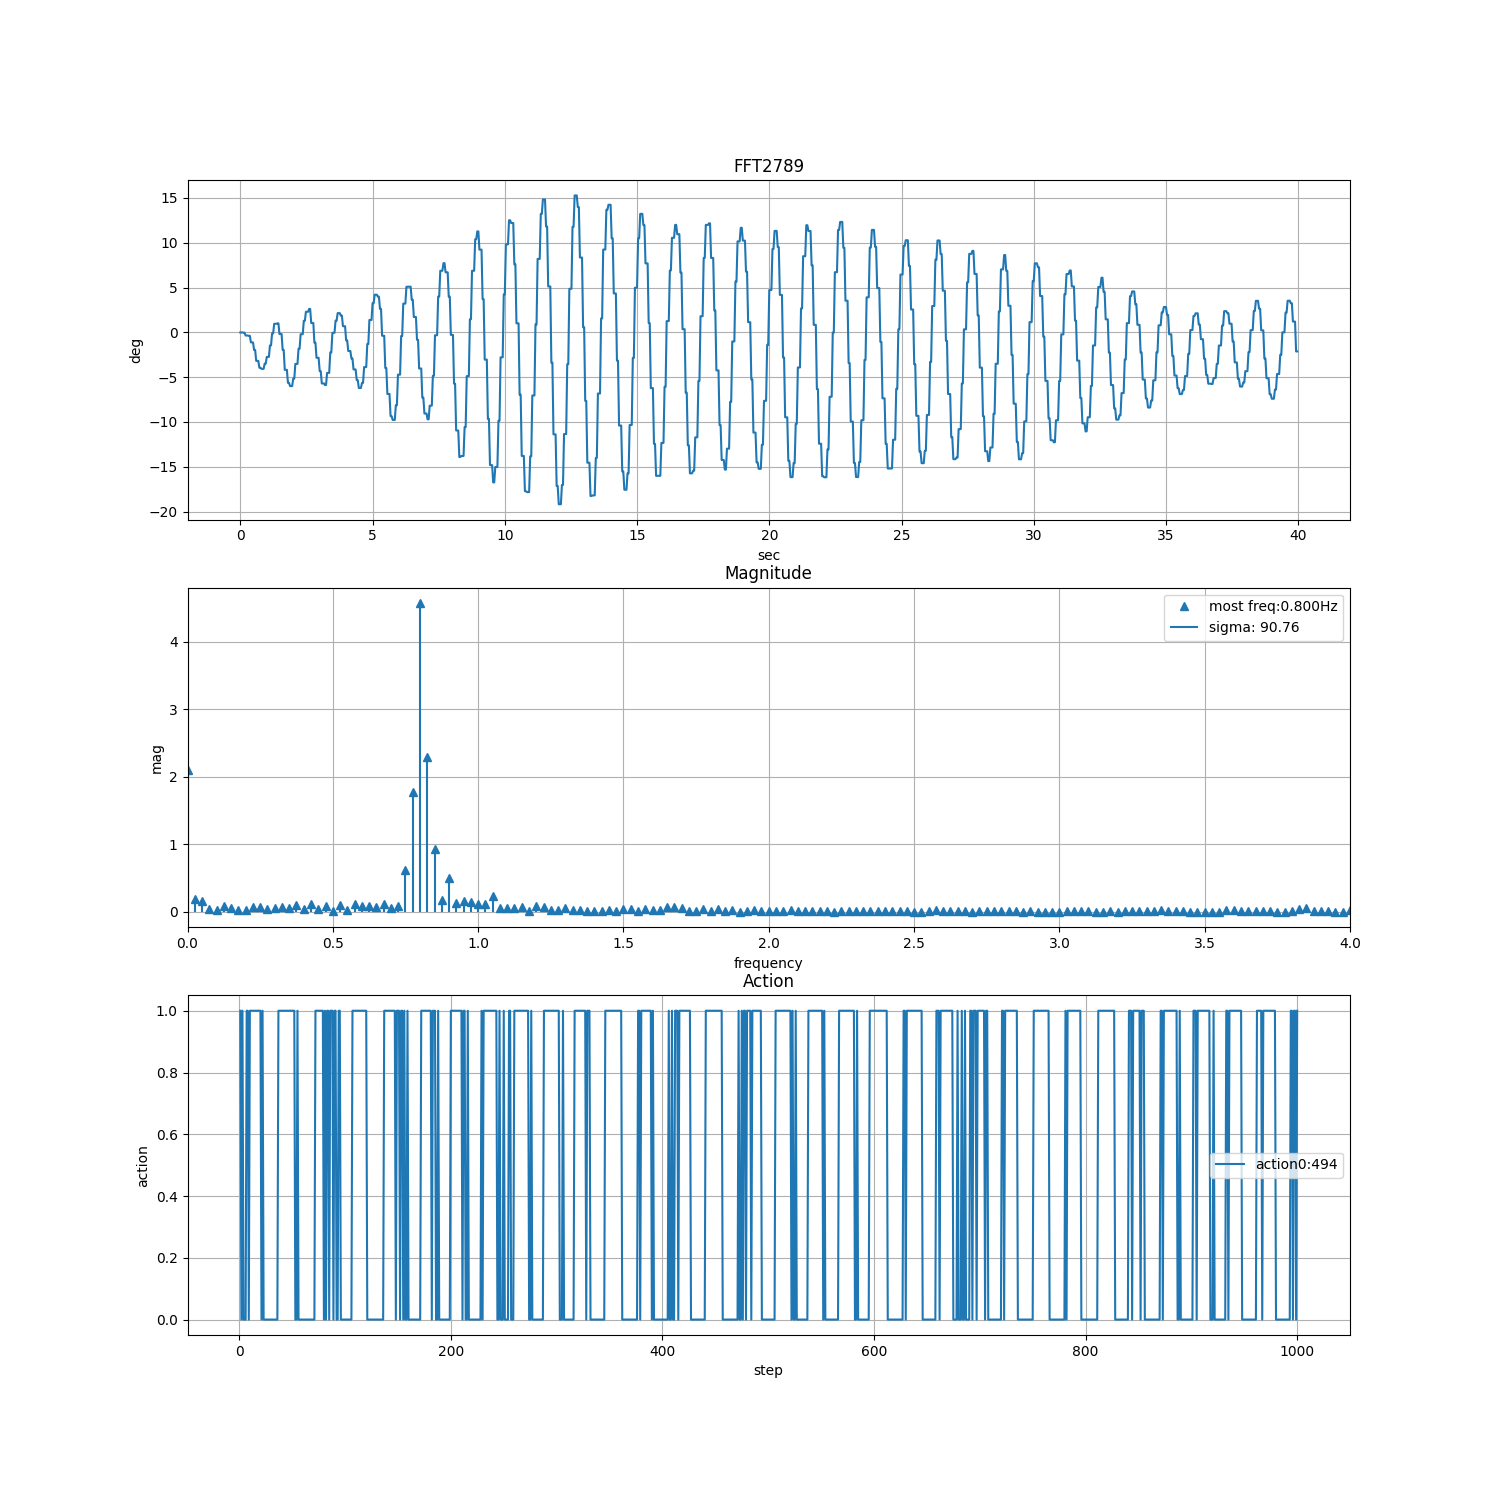 FFT2789
15
10
5
0
−5
−10
−15
−20
deg
0 5 10 15 20 25 30 35 40
sec
Magnitude
most freq:0.800Hz
sigma: 90.76
4
3
2
1
0
mag
0.0 0.5 1.0 1.5 2.0 2.5 3.0 3.5 4.0
frequency
Action
1.0
0.8
0.6
0.4
0.2
0.0
action
action0:494
0 200 400 600 800 1000
step